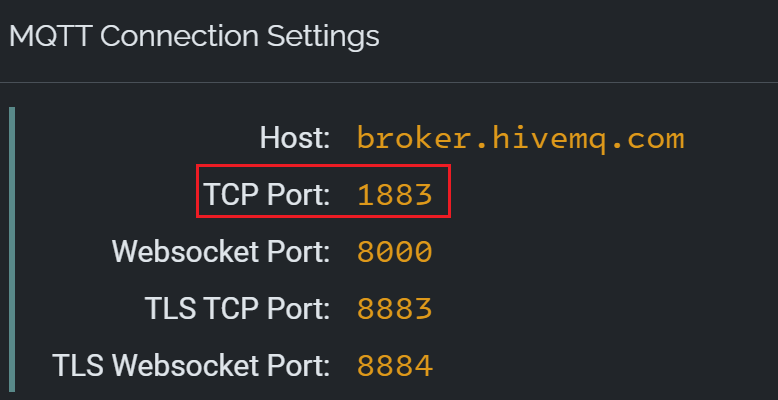 MQTT Connection Settings
Host: broker.hivemq.com
TCP Port: 1883
Websocket Port: 8000
TLS TCP Port: 8883
TLS Websocket Port: 8884